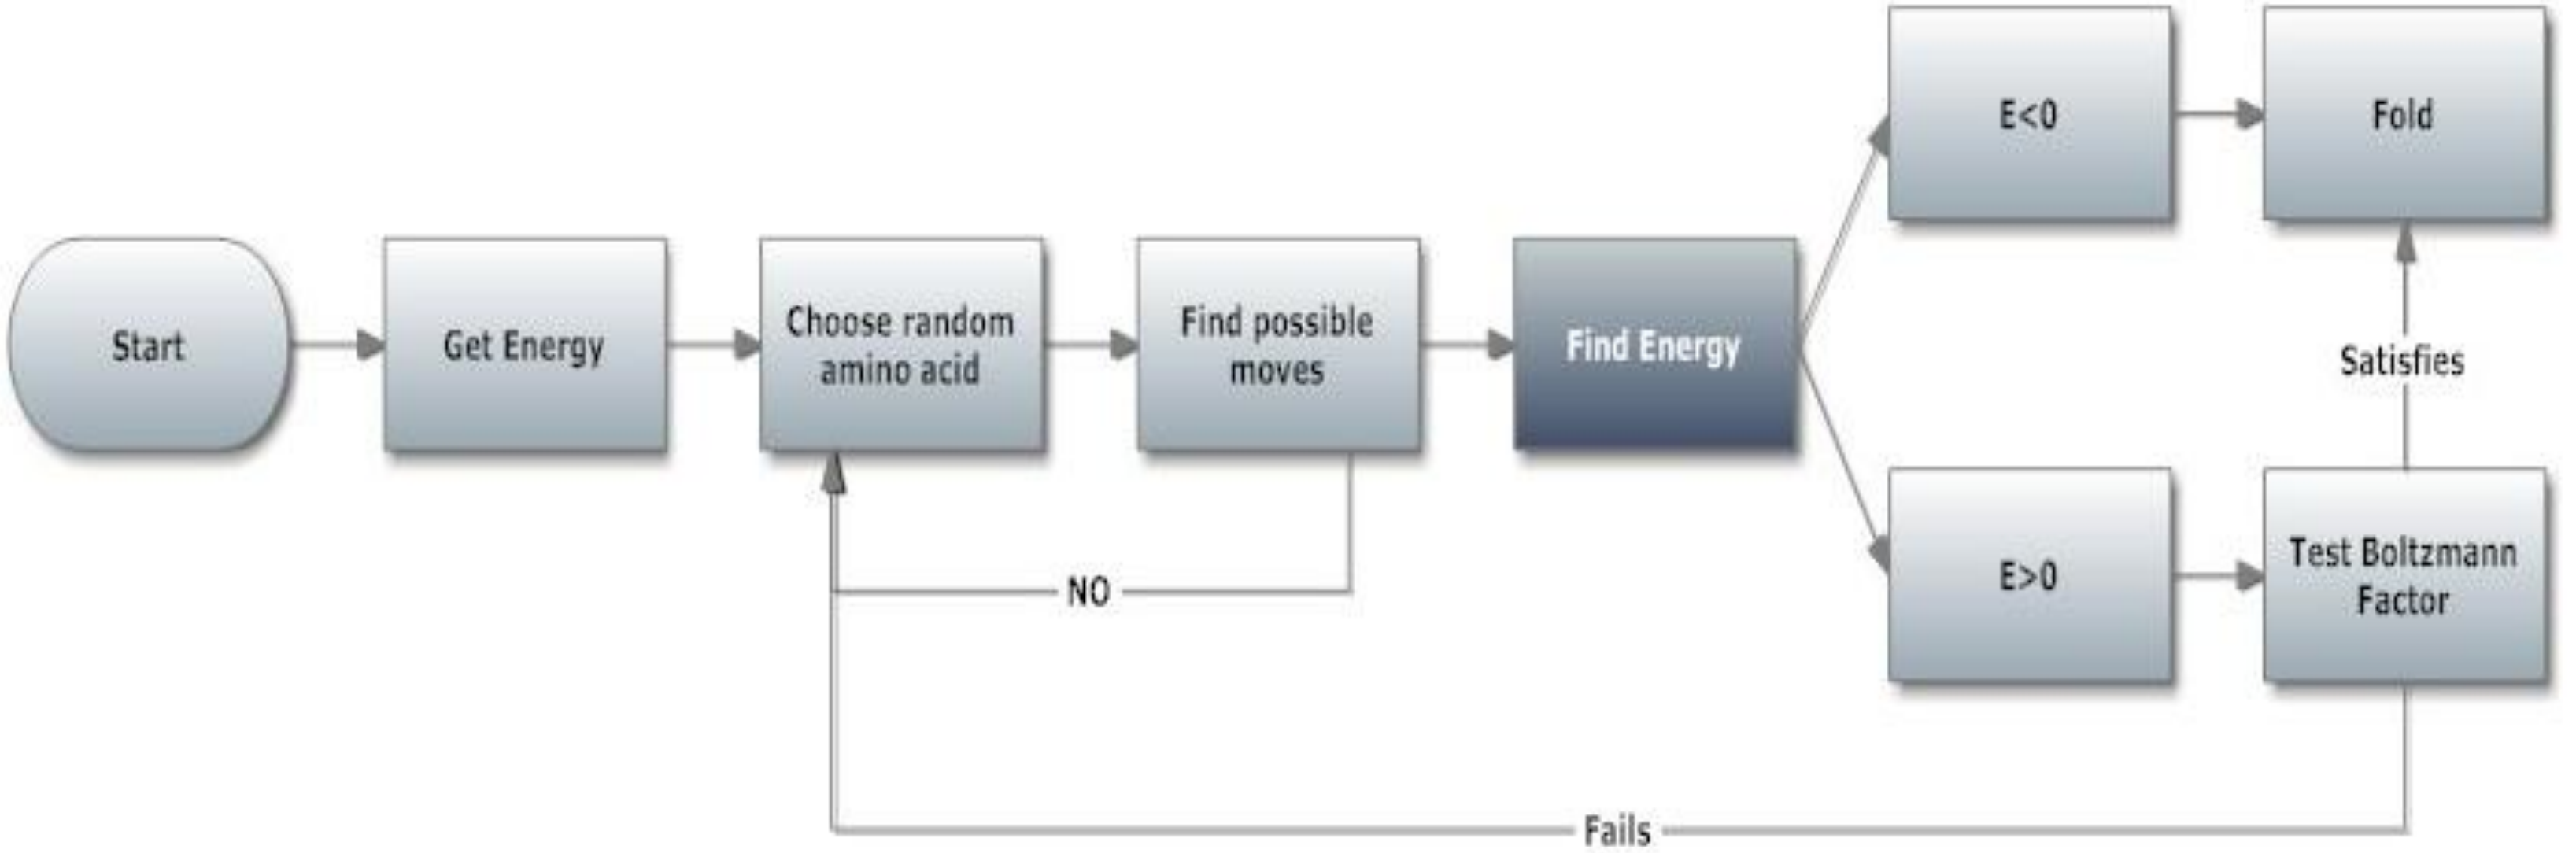 Start
Get Energy
Choose random
amino acid
Find possible
moves
Find Energy
E<0
Fold
Satisfies
E>0
Test Boltzmann
Factor
NO
Fails